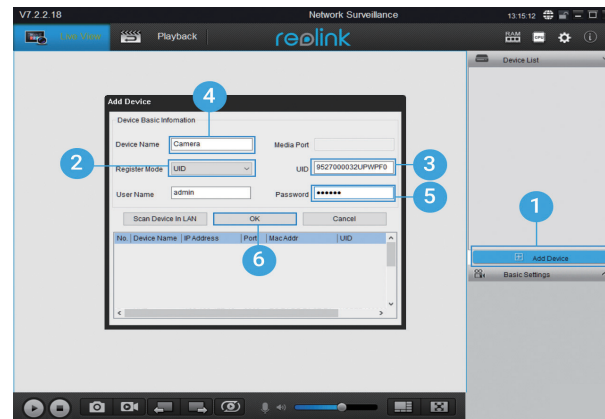 V7.2.2.18 Network Surveillance 13:15:12
Live View Playback reolink RAM CPU
Device List
Add Device
4
Device Basic Infomation
Device Name Camera Media Port
2 Register Mode UID UID 9527000032UPWPF0 3
User Name admin Password •••••• 5
1
Scan Device In LAN OK Cancel
No. Device Name IP Address Port MacAddr UID
6
Add Device
Basic Settings